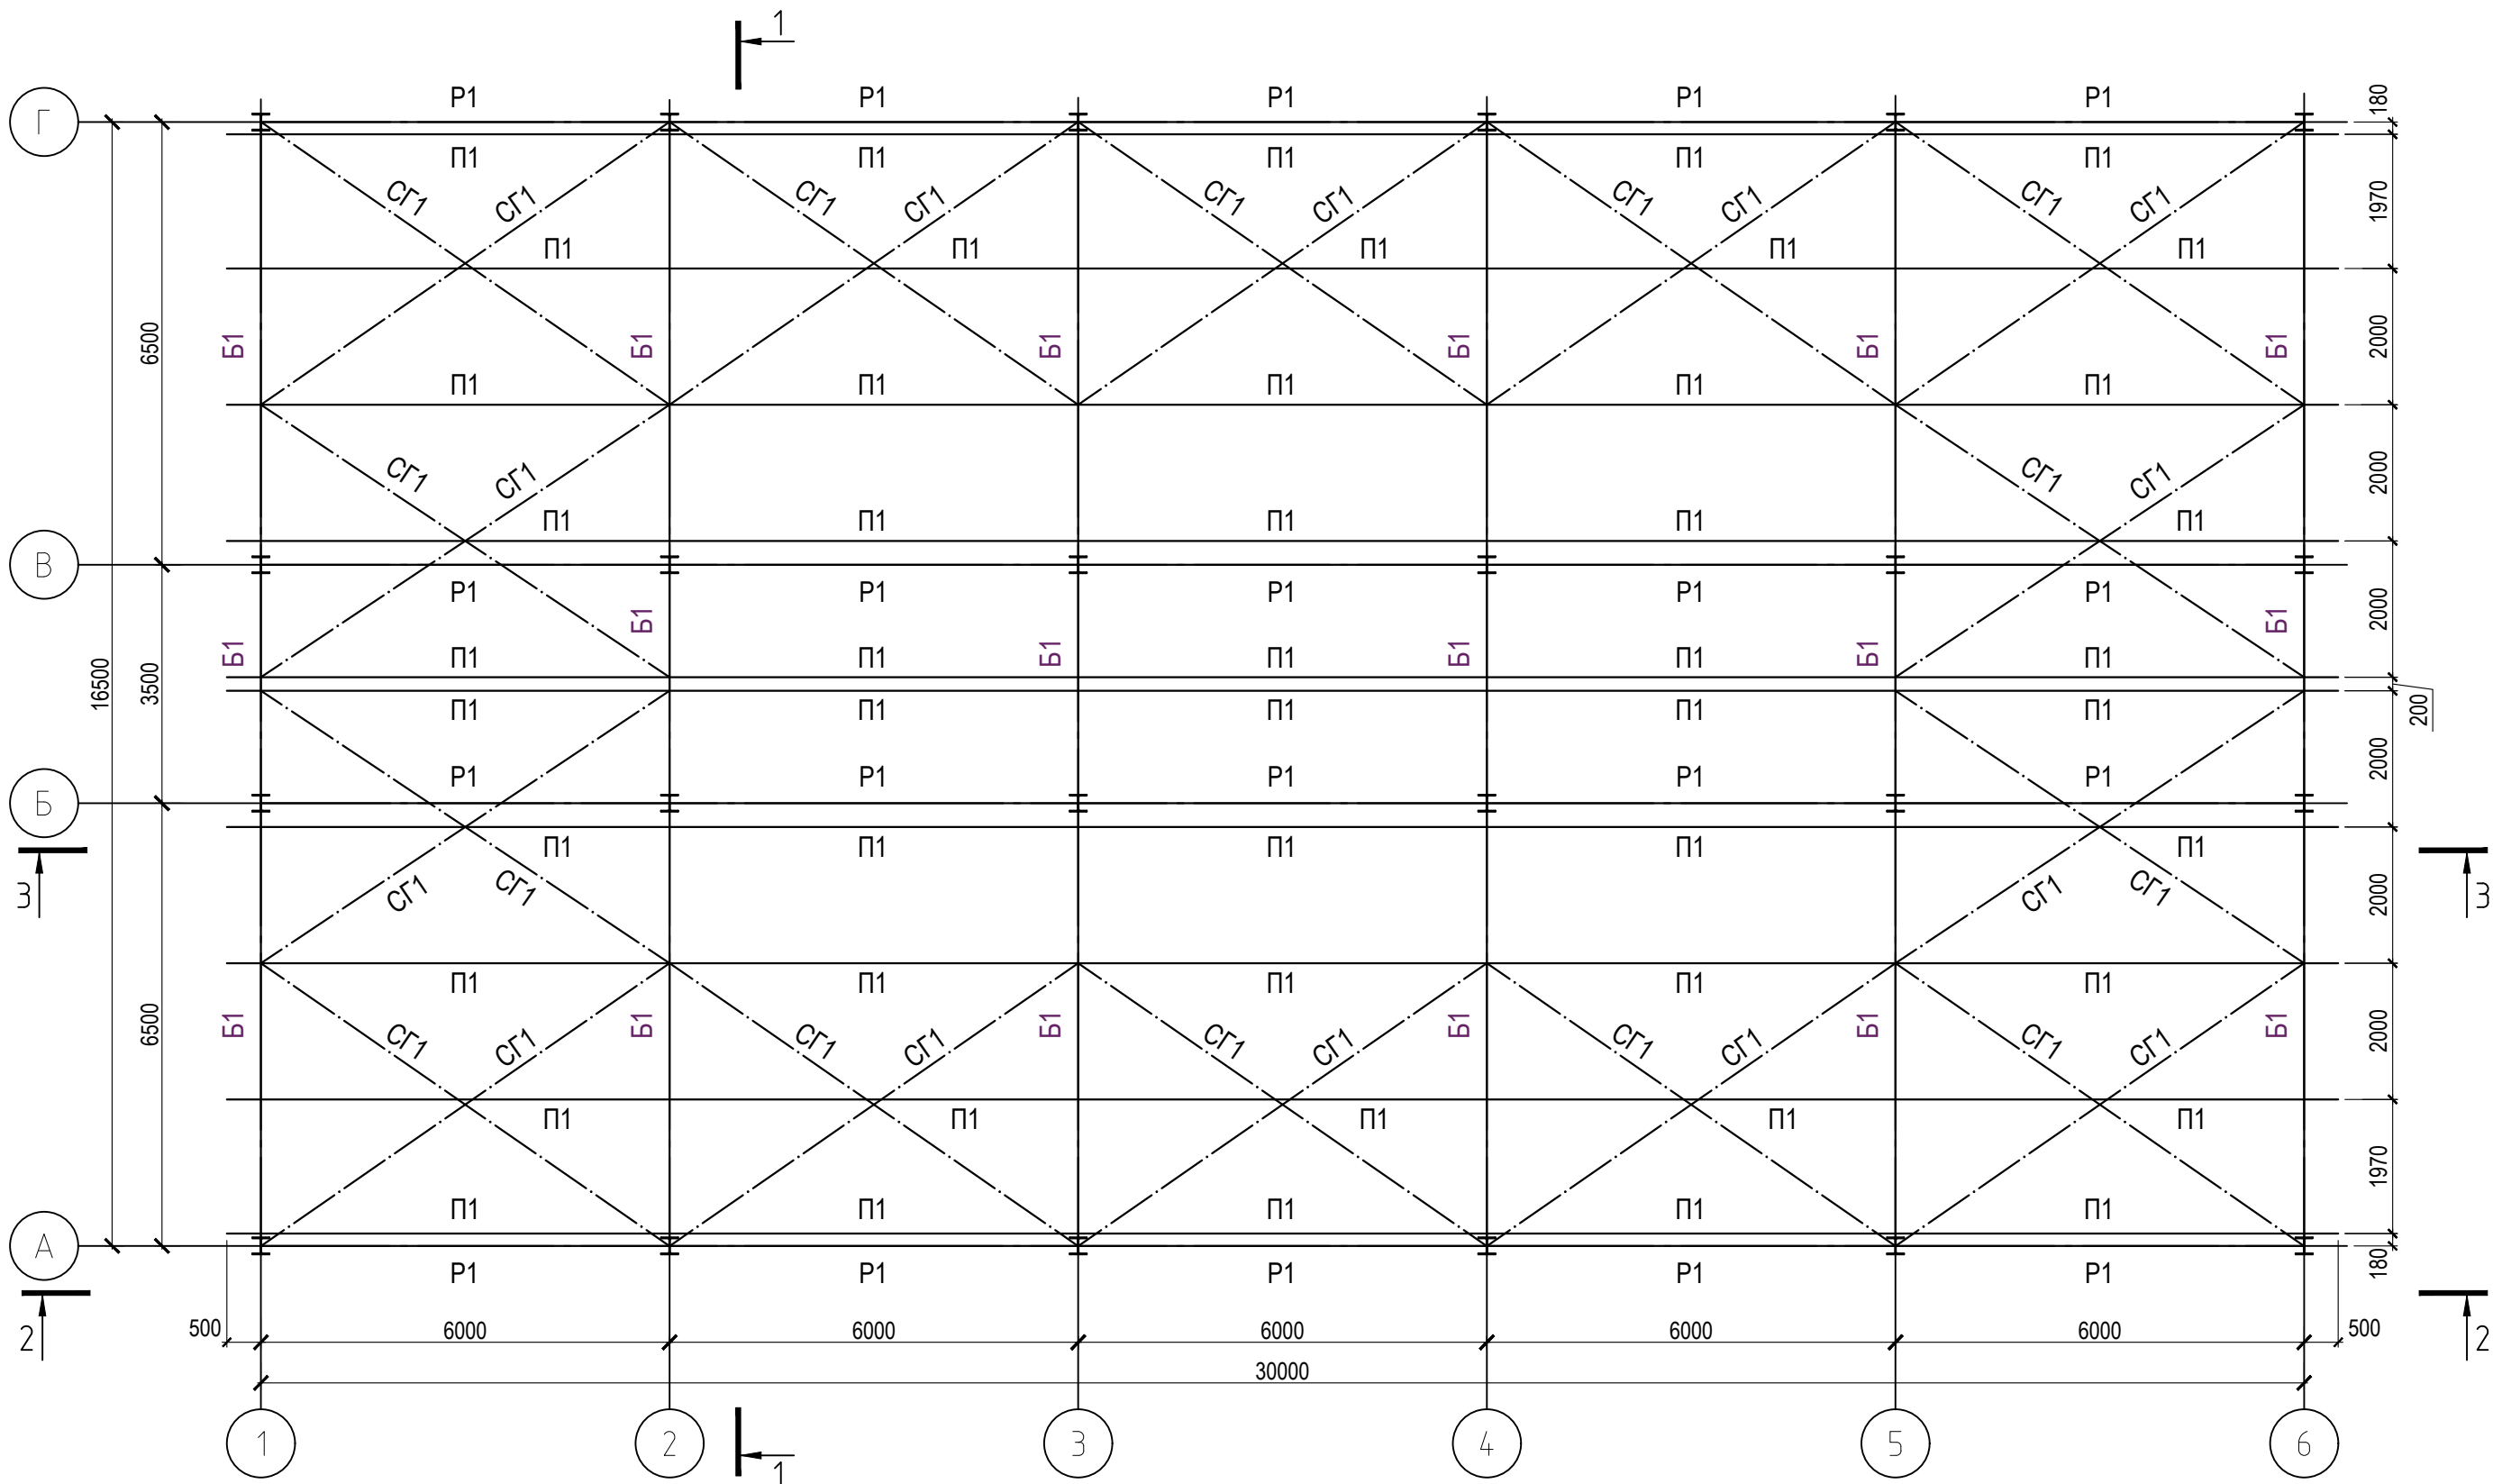 1
Р1 Р1 Р1 Р1 Р1 180
Г
П1 П1 П1 П1 П1
СГ1 СГ1 СГ1 СГ1 СГ1 СГ1 СГ1 СГ1 СГ1 СГ1 1970
П1 П1 П1 П1 П1
6500 Б1 Б1 Б1 Б1 Б1 Б1 2000
П1 П1 П1 П1 П1
СГ1 СГ1 СГ1 СГ1 2000
П1 П1 П1 П1 П1
В
Р1 Р1 Р1 Р1 Р1
Б1 Б1 2000
Б1 Б1 Б1 Б1
П1 П1 П1 П1 П1
16500 3500
П1 П1 П1 П1 П1 200
Р1 Р1 Р1 Р1 Р1 2000
Б
П1 П1 П1 П1 П1
3 СГ1 СГ1 СГ1 СГ1 2000 3
П1 П1 П1 П1 П1
6500 Б1 Б1 Б1 Б1 Б1 Б1 2000
СГ1 СГ1 СГ1 СГ1 СГ1 СГ1 СГ1 СГ1 СГ1 СГ1
П1 П1 П1 П1 П1
1970
П1 П1 П1 П1 П1
А
Р1 Р1 Р1 Р1 Р1 180
2 500 6000 6000 6000 6000 6000 500 2
30000
1 2 3 4 5 6
1